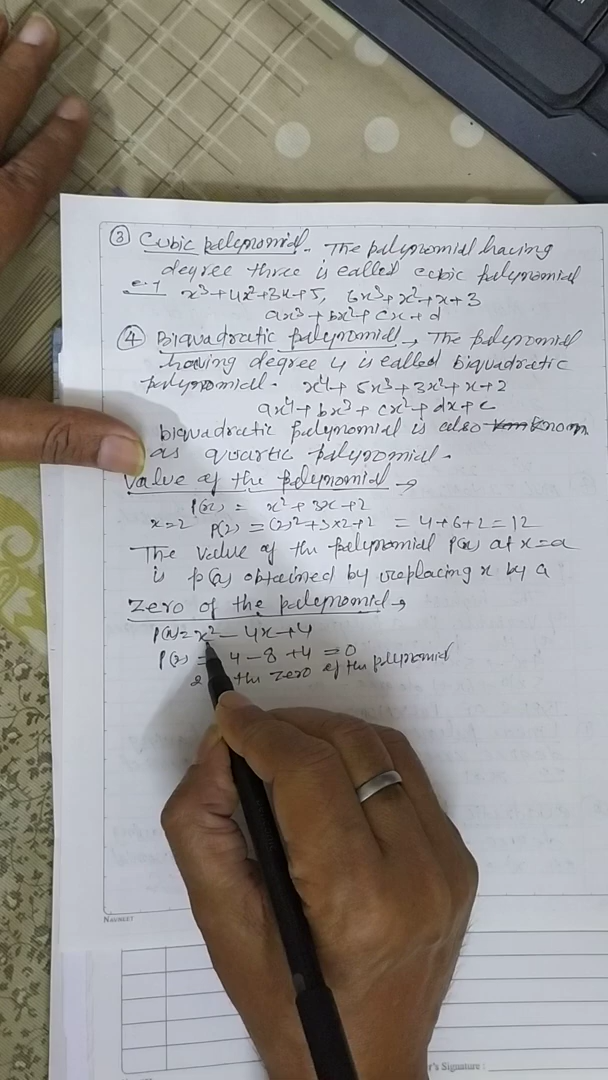 ③ Cubic polynomial. The polynomial having
degree three is called cubic polynomial
e.g x³+4x²+3x+5, 6x³+x²+x+3
ax³+bx²+cx+d
④ Biquadratic polynomial → The polynomial
having degree 4 is called biquadratic
polynomial. x⁴+5x³+3x²+x+2
ax⁴+bx³+cx²+dx+e
biquadratic polynomial is also known
as quartic polynomial.
Value of the polynomial →
P(x) = x²+3x+2
x=2 P(2) = (2)²+3×2+2 = 4+6+2=12
The value of the polynomial P(x) at x=a
is p(a) obtained by replacing x by a
Zero of the polynomial →
P(x)= x²-4x+4
P(2) = 4-8+4 =0
2 the zero of the polynomial
NAVNEET
r's Signature :